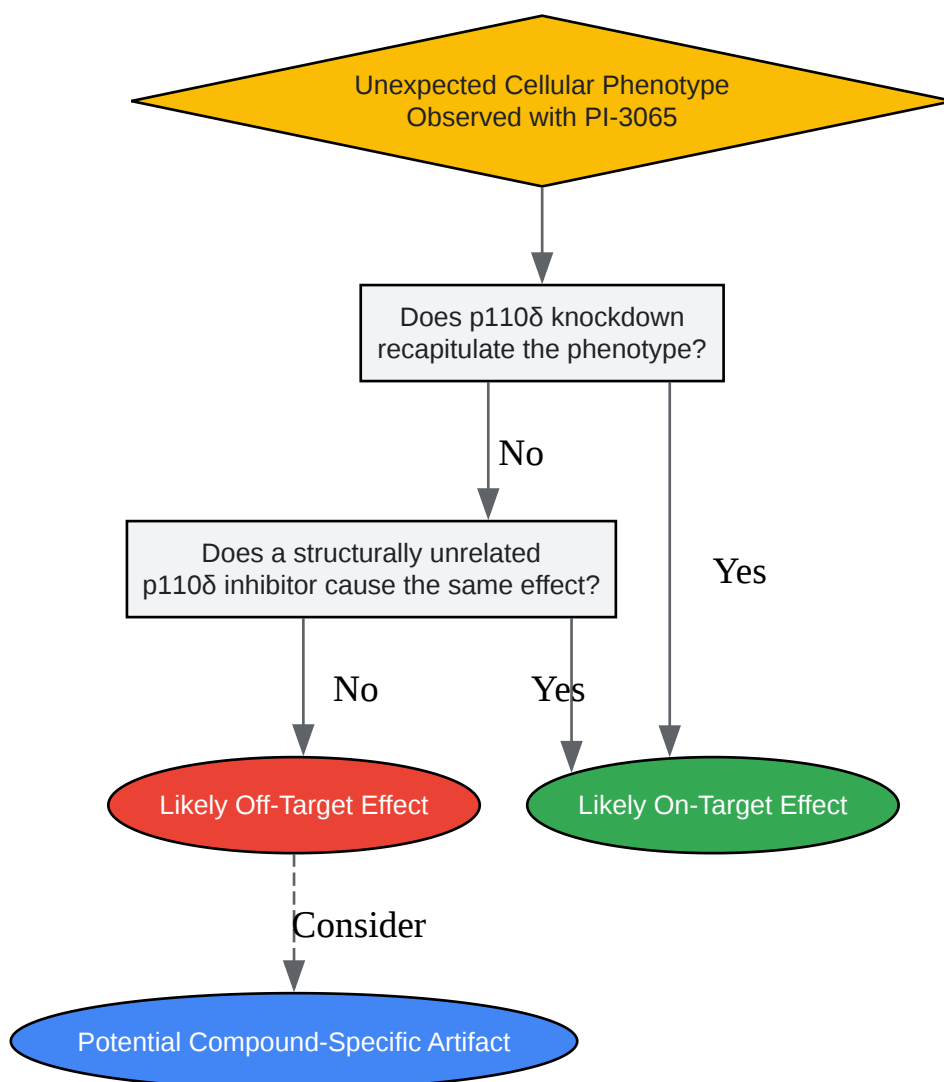 Unexpected Cellular Phenotype
Observed with PI-3065
Does p110δ knockdown
recapitulate the phenotype?
No
Does a structurally unrelated
p110δ inhibitor cause the same effect?
Yes
No
Yes
Likely Off-Target Effect
Likely On-Target Effect
Consider
Potential Compound-Specific Artifact